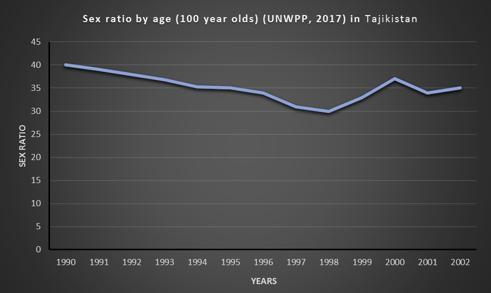 Sex ratio by age (100 year olds) (UNWPP, 2017) in Tajikistan
45
40
35
30
25
20
15
10
5
0
SEX RATIO
1990 1991 1992 1993 1994 1995 1996 1997 1998 1999 2000 2001 2002
YEARS